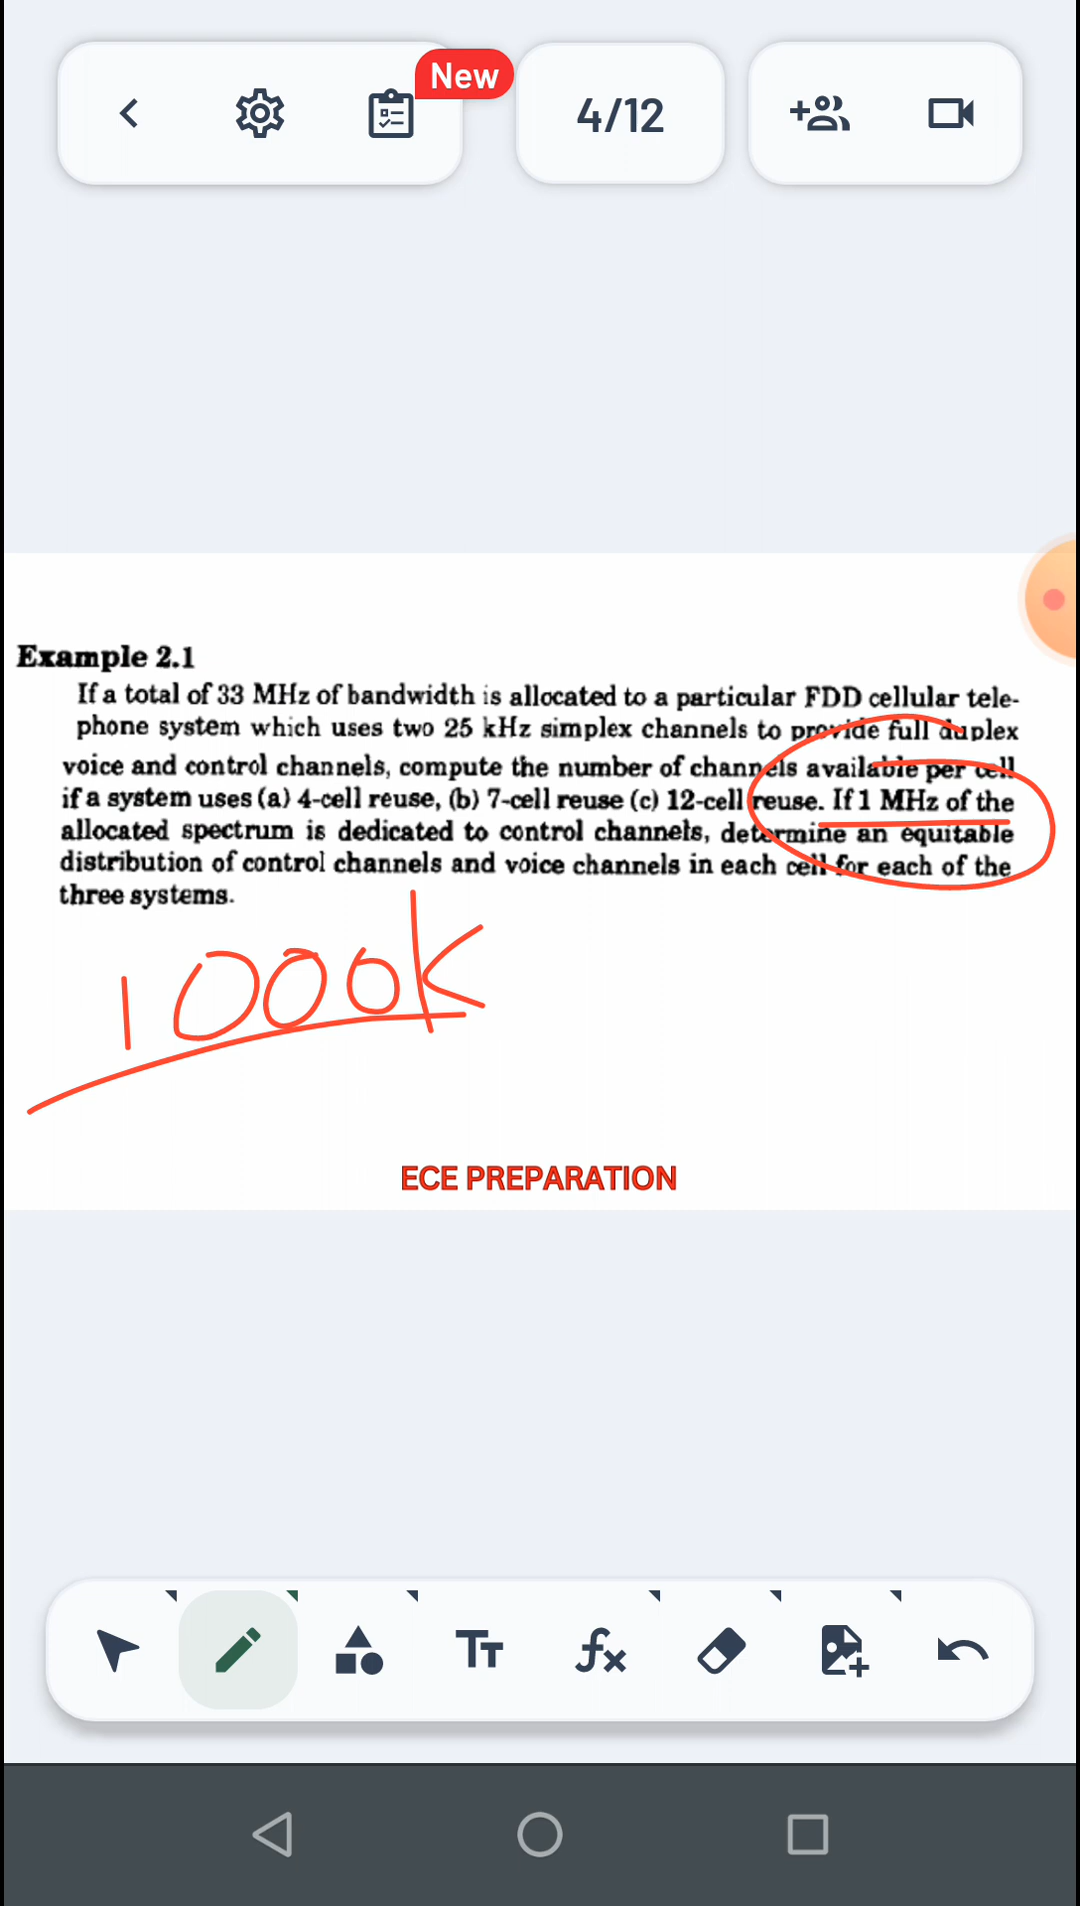 New
4/12
Example 2.1
If a total of 33 MHz of bandwidth is allocated to a particular FDD cellular tele-
phone system which uses two 25 kHz simplex channels to provide full duplex
voice and control channels, compute the number of channels available per cell
if a system uses (a) 4-cell reuse, (b) 7-cell reuse (c) 12-cell reuse. If 1 MHz of the
allocated spectrum is dedicated to control channels, determine an equitable
distribution of control channels and voice channels in each cell for each of the
three systems.
1000K
ECE PREPARATION
TT
fx